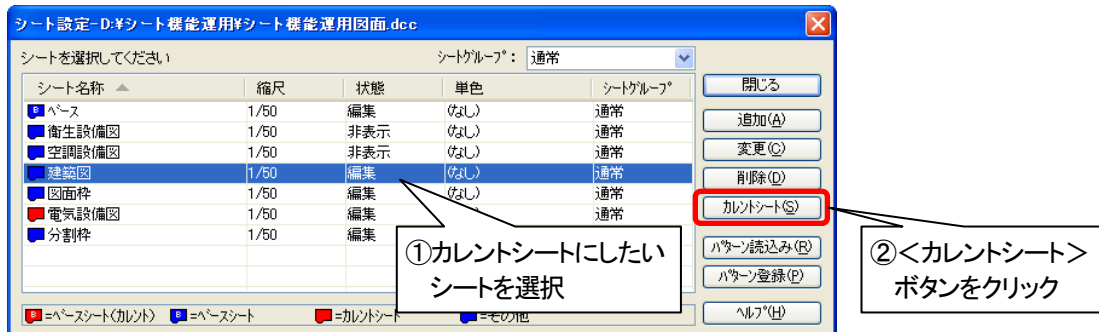 シート設定-D:¥シート機能運用¥シート機能運用図面.dcc
シートを選択してください
ｼｰﾄｸﾞﾙｰﾌﾟ： 通常
シート名称 縮尺 状態 単色 ｼｰﾄｸﾞﾙｰﾌﾟ
B ﾍﾞｰｽ 1/50 編集 (なし) 通常
衛生設備図 1/50 非表示 (なし) 通常
空調設備図 1/50 非表示 (なし) 通常
建築図 1/50 編集 (なし) 通常
図面枠 1/50 編集 (なし) 通常
電気設備図 1/50 編集 通常
分割枠 1/50 編集
閉じる
追加(A)
変更(C)
削除(D)
ｶﾚﾝﾄｼｰﾄ(S)
ﾊﾟﾀｰﾝ読込み(R)
ﾊﾟﾀｰﾝ登録(P)
ﾍﾙﾌﾟ(H)
①カレントシートにしたい
シートを選択
②＜カレントシート＞
ボタンをクリック
B =ﾍﾞｰｽｼｰﾄ(ｶﾚﾝﾄ) B =ﾍﾞｰｽｼｰﾄ =ｶﾚﾝﾄｼｰﾄ =その他